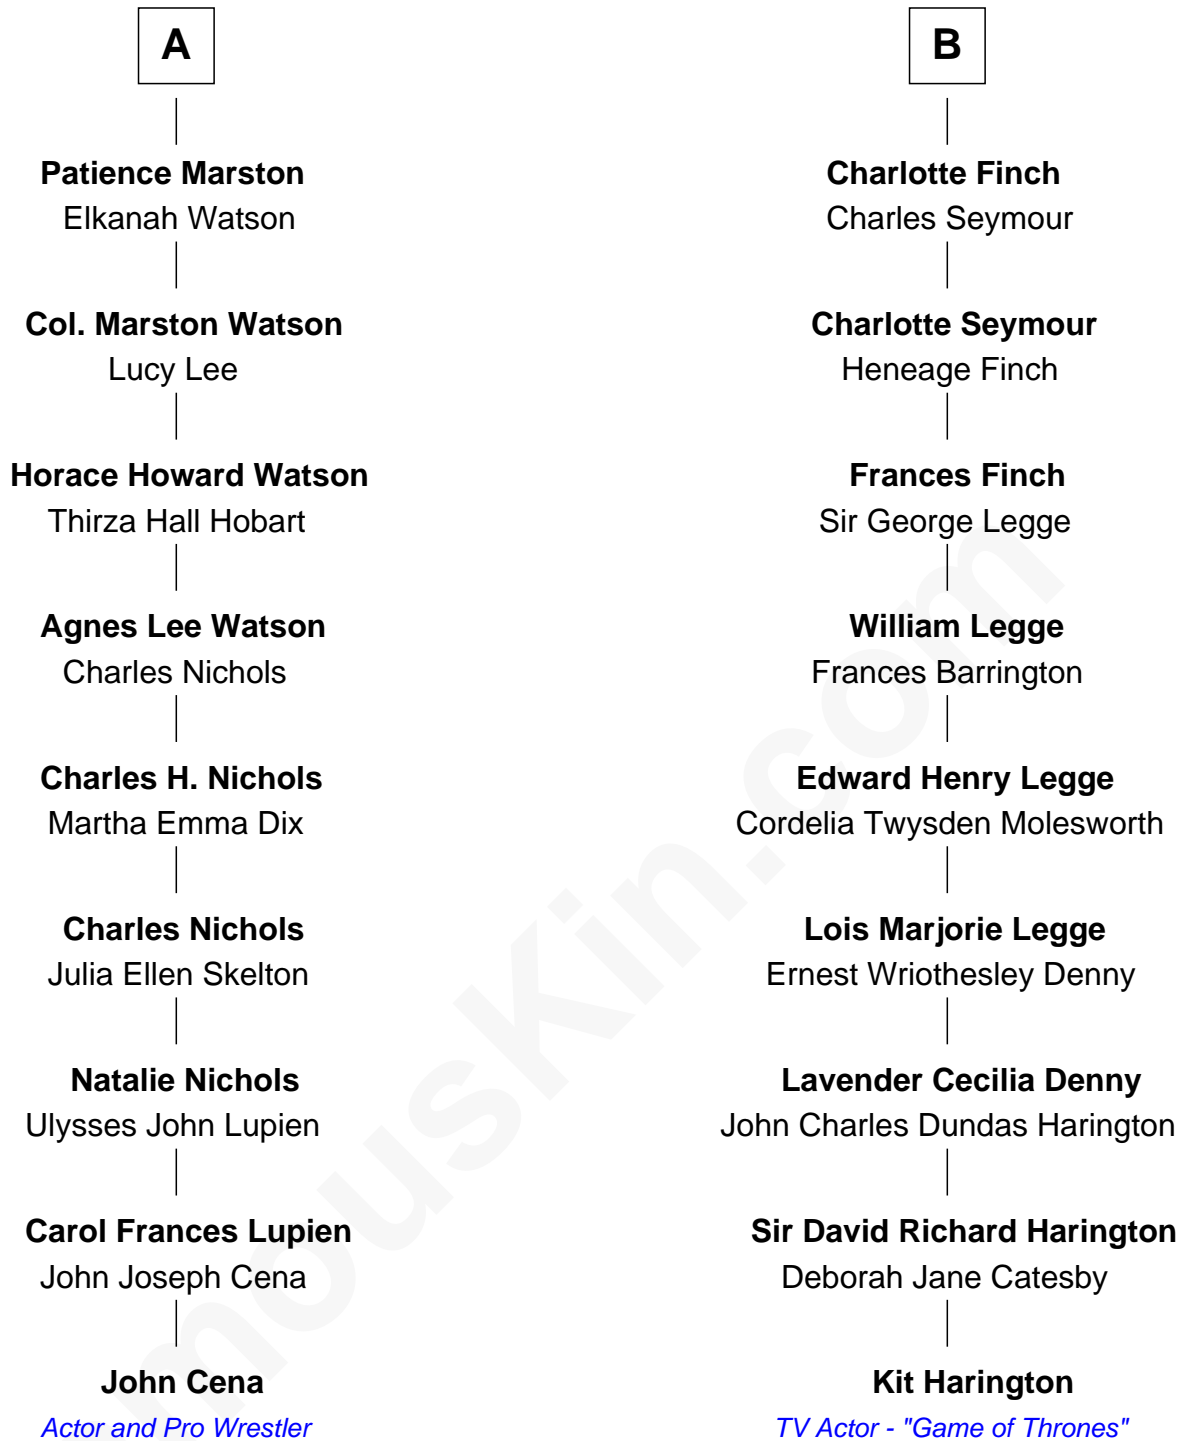 A
Patience Marston
Elkanah Watson
Col. Marston Watson
Lucy Lee
Horace Howard Watson
Thirza Hall Hobart
Agnes Lee Watson
Charles Nichols
Charles H. Nichols
Martha Emma Dix
Charles Nichols
Julia Ellen Skelton
Natalie Nichols
Ulysses John Lupien
Carol Frances Lupien
John Joseph Cena
John Cena
Actor and Pro Wrestler
B
Charlotte Finch
Charles Seymour
Charlotte Seymour
Heneage Finch
Frances Finch
Sir George Legge
William Legge
Frances Barrington
Edward Henry Legge
Cordelia Twysden Molesworth
Lois Marjorie Legge
Ernest Wriothesley Denny
Lavender Cecilia Denny
John Charles Dundas Harington
Sir David Richard Harington
Deborah Jane Catesby
Kit Harington
TV Actor - "Game of Thrones"
mousKin.com